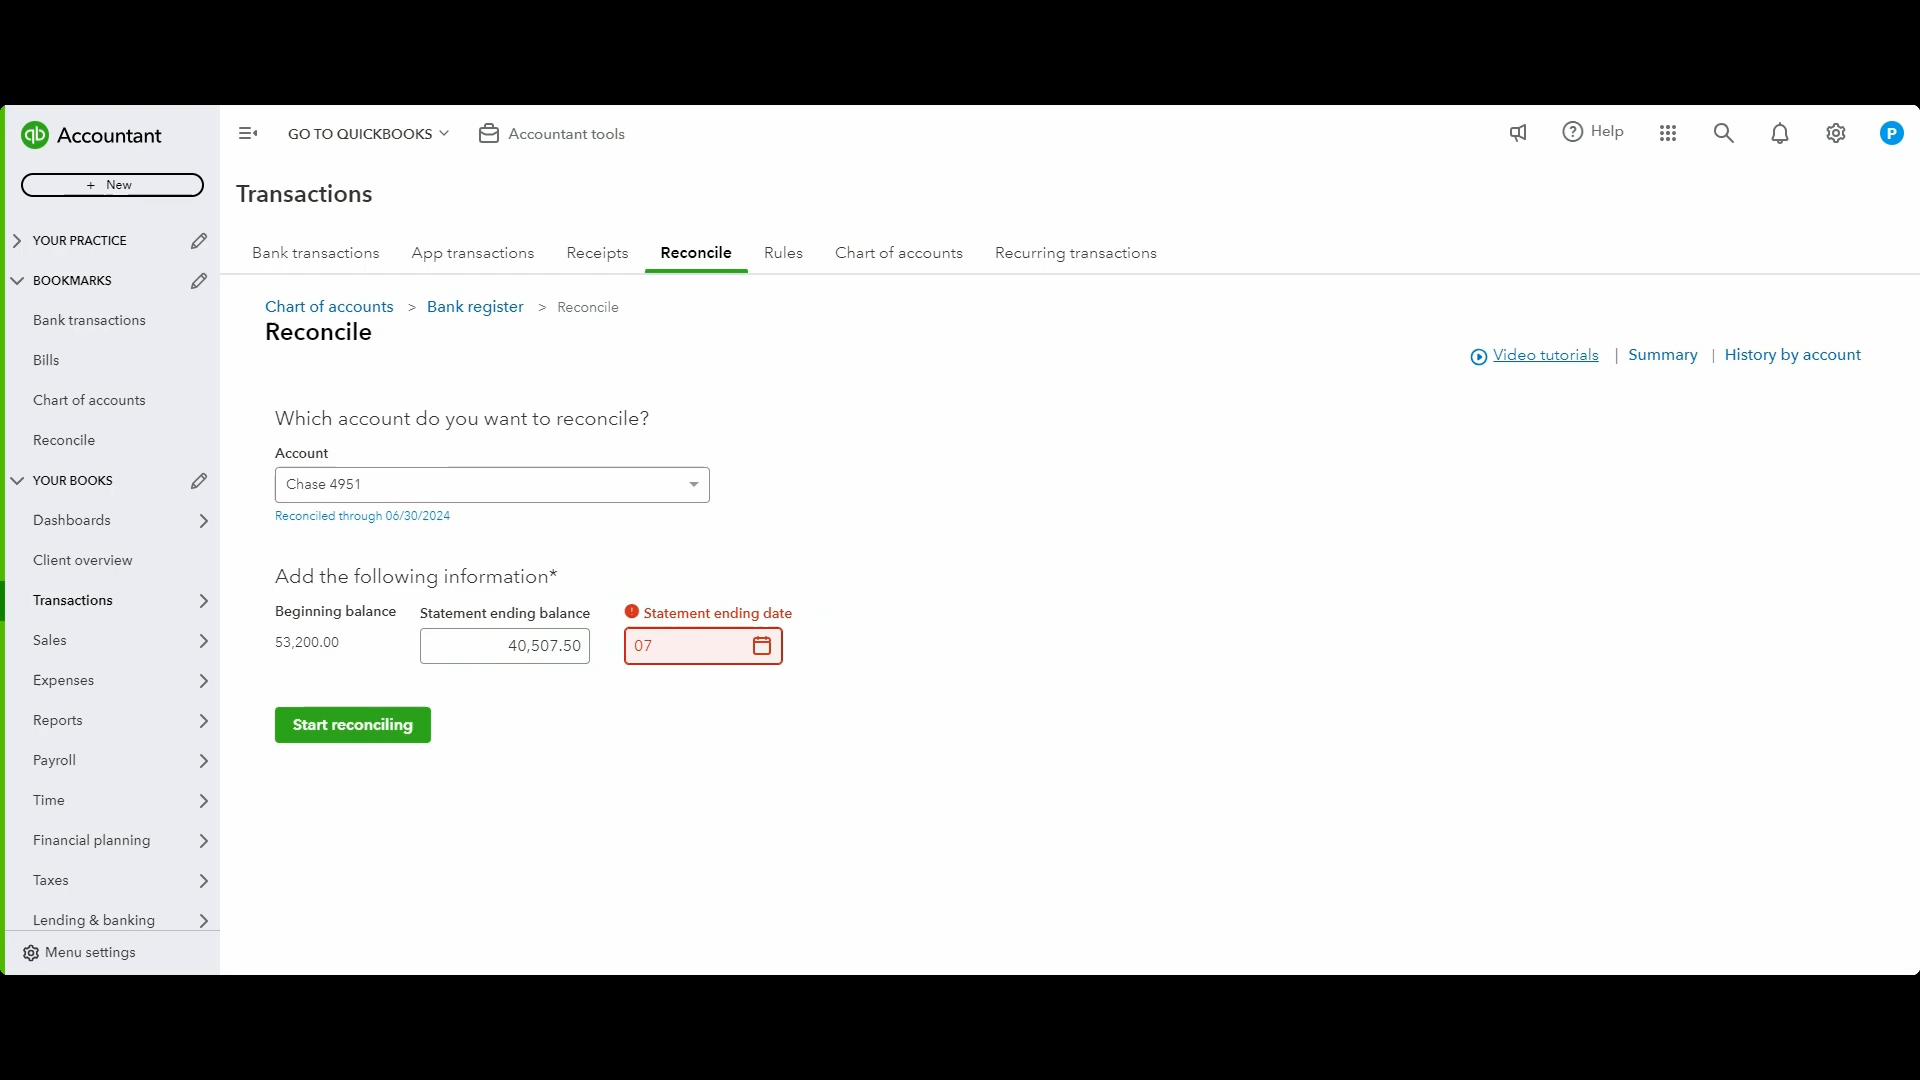 qb Accountant
+ New
YOUR PRACTICE
BOOKMARKS
Bank transactions
Bills
Chart of accounts
Reconcile
YOUR BOOKS
Dashboards
Client overview
Transactions
Sales
Expenses
Reports
Payroll
Time
Financial planning
Taxes
Lending & banking
Menu settings
GO TO QUICKBOOKS Accountant tools ? Help P
Transactions
Bank transactions App transactions Receipts Reconcile Rules Chart of accounts Recurring transactions
Chart of accounts > Bank register > Reconcile
Reconcile
Video tutorials | Summary | History by account
Which account do you want to reconcile?
Account
Chase 4951
Reconciled through 06/30/2024
Add the following information*
Beginning balance Statement ending balance ! Statement ending date
53,200.00 40,507.50 07
Start reconciling